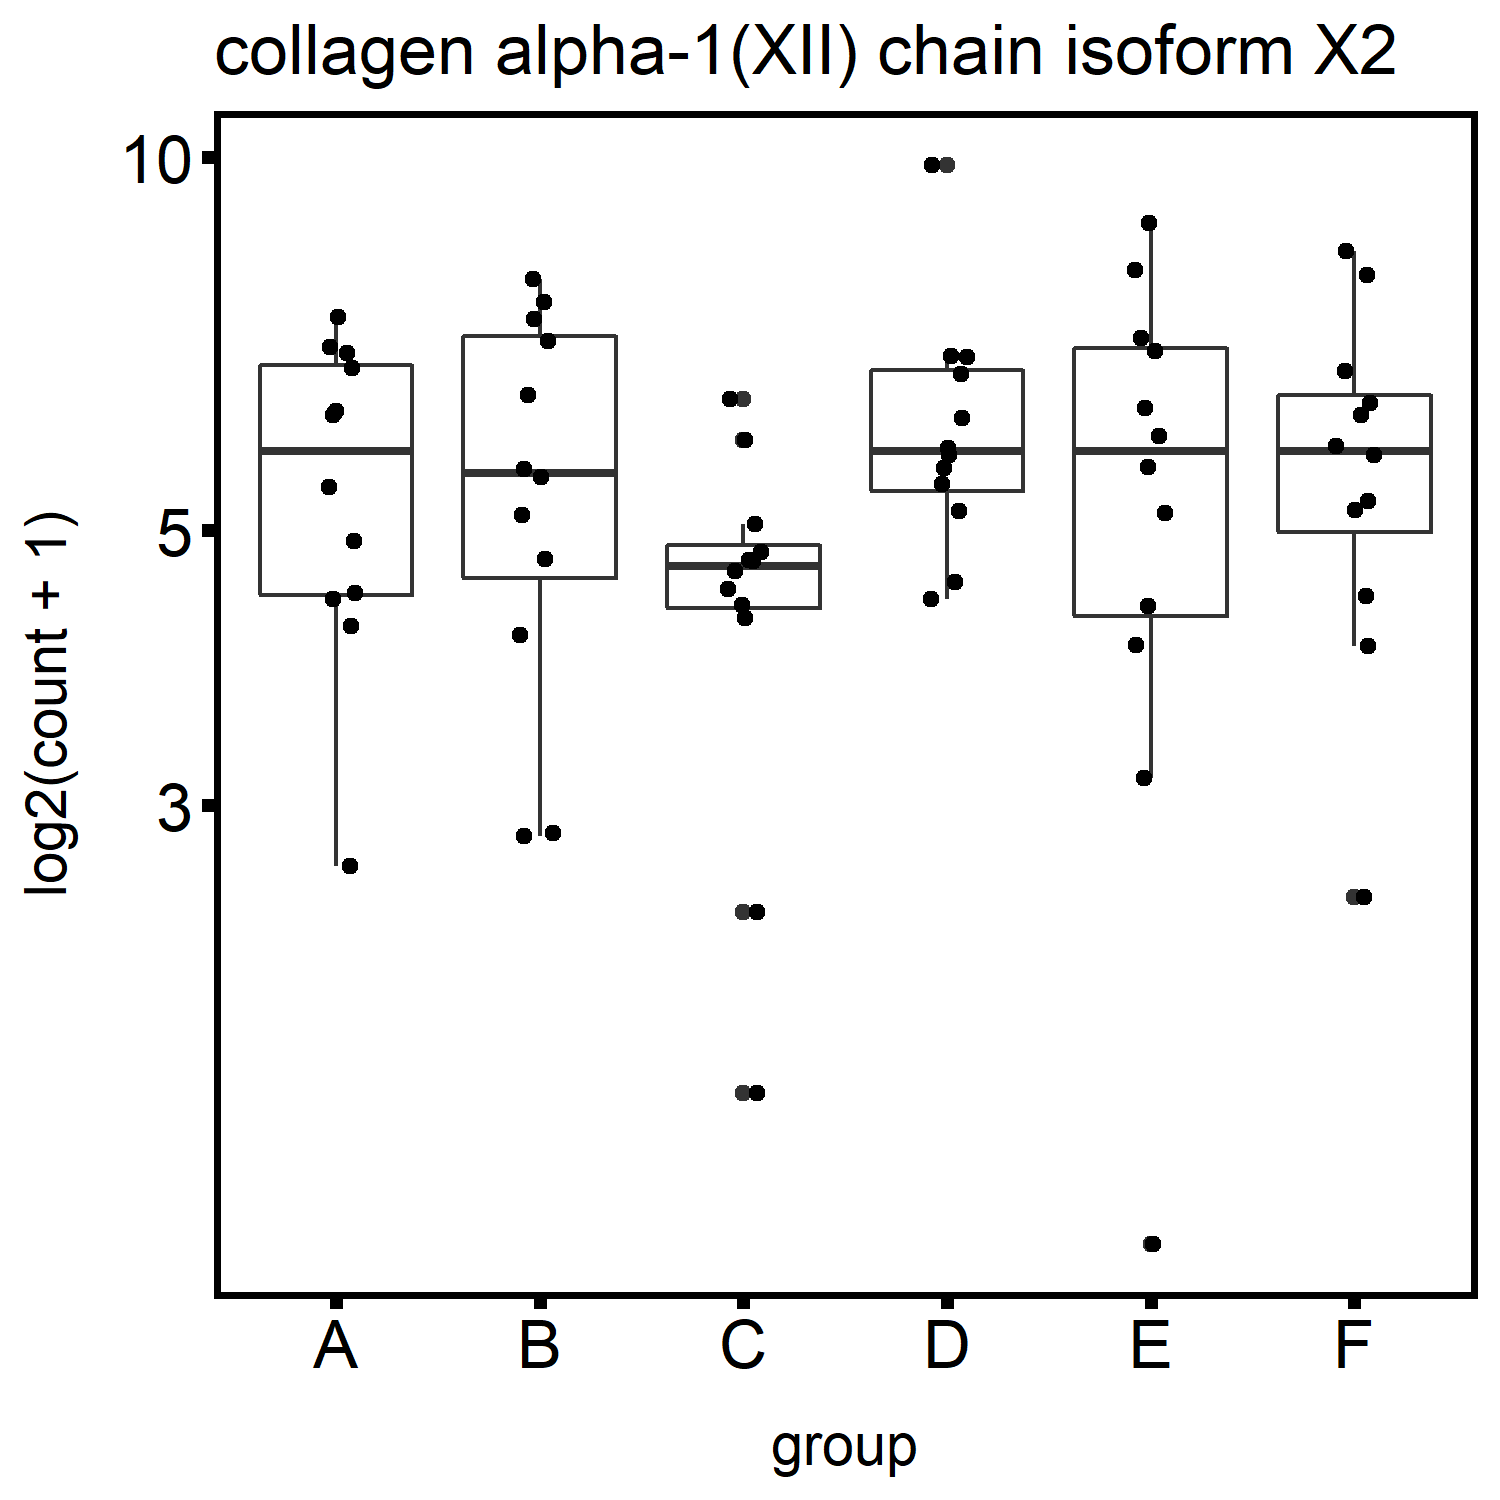 collagen alpha-1(XII) chain isoform X2
10
5
3
log2(count + 1)
A B C D E F
group